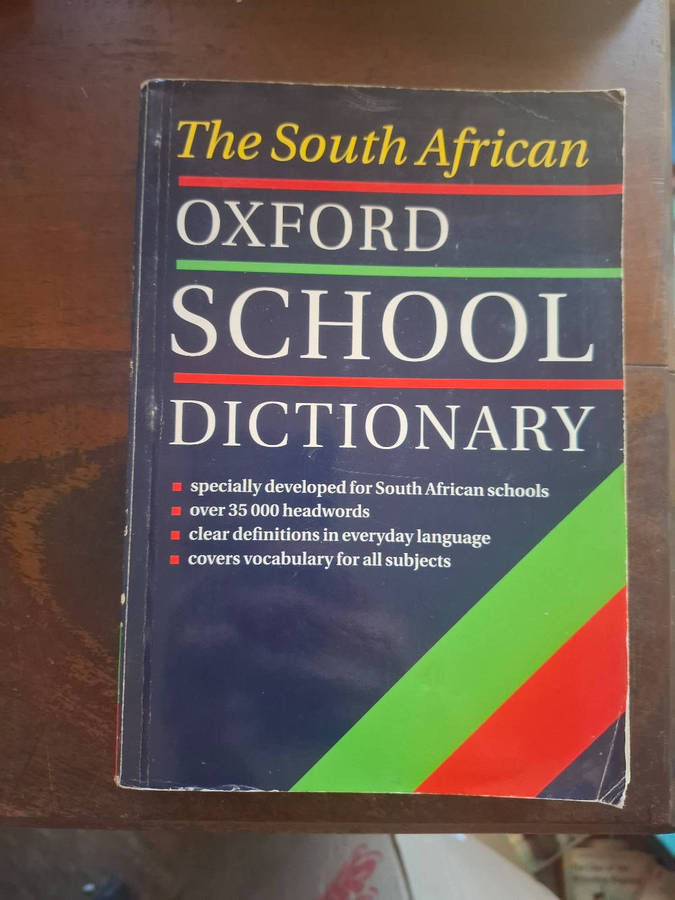 The South African
OXFORD
SCHOOL
DICTIONARY
specially developed for South African schools
over 35 000 headwords
clear definitions in everyday language
covers vocabulary for all subjects